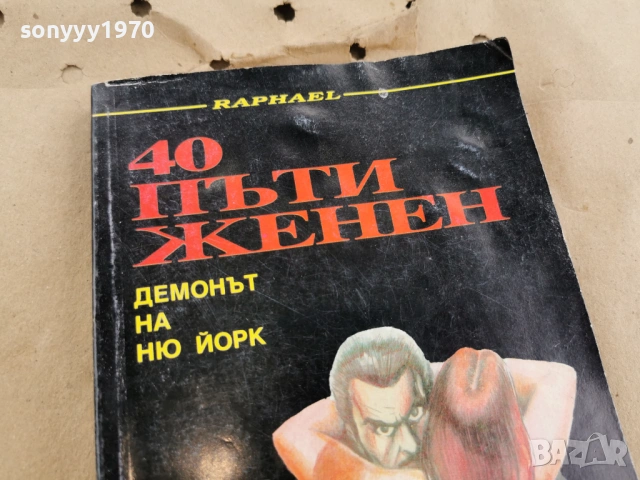 sonyyy1970
RAPHAEL
40
ПЪТИ
ЖЕНЕН
ДЕМОНЪТ
НА
НЮ ЙОРК
BAZAR